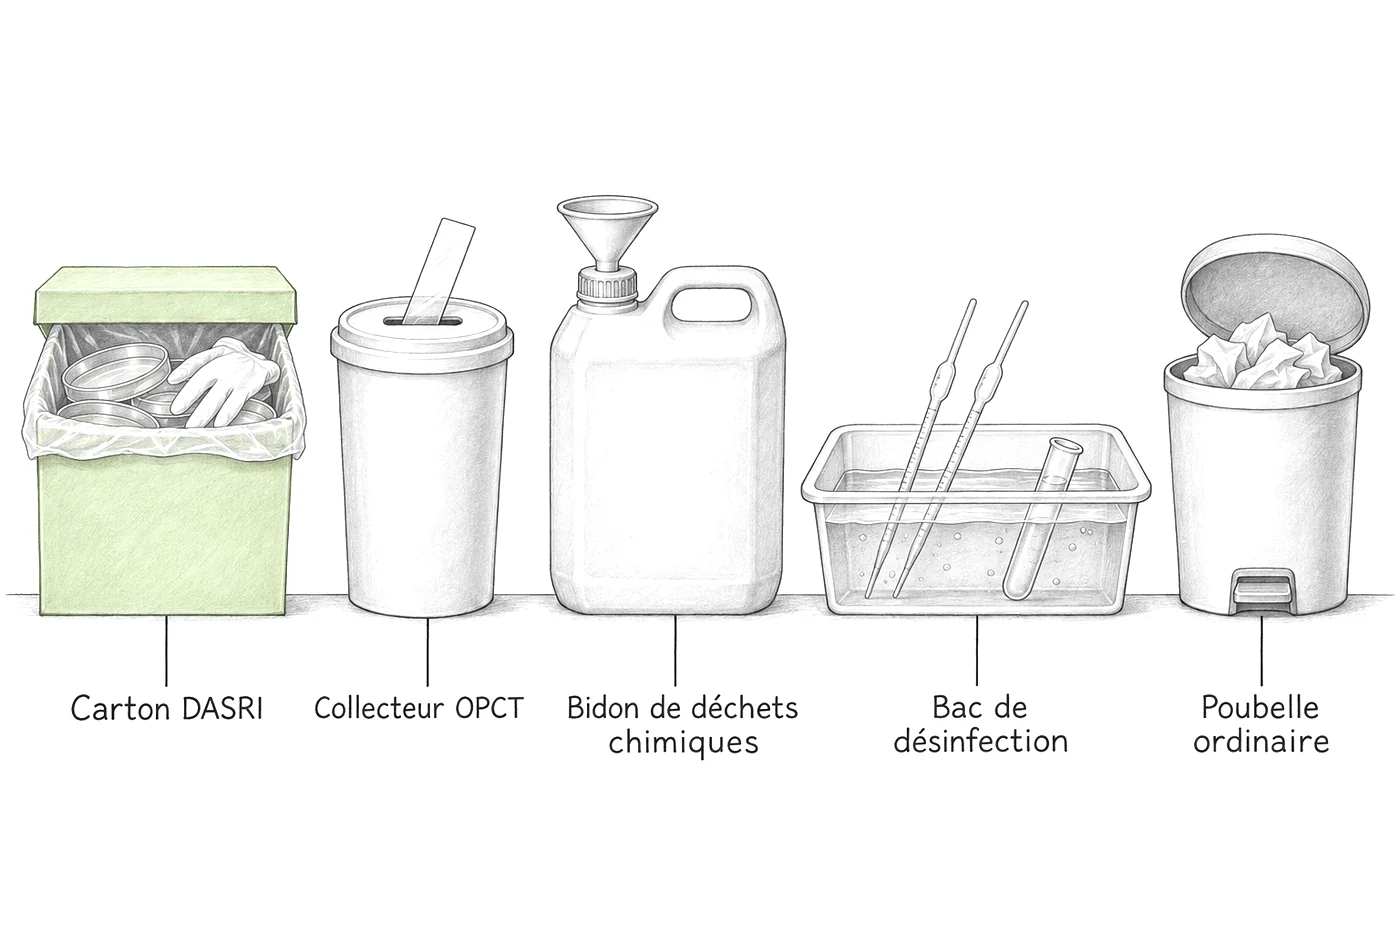 Carton DASRI
Collecteur OPCT
Bidon de déchets
chimiques
Bac de
désinfection
Poubelle
ordinaire